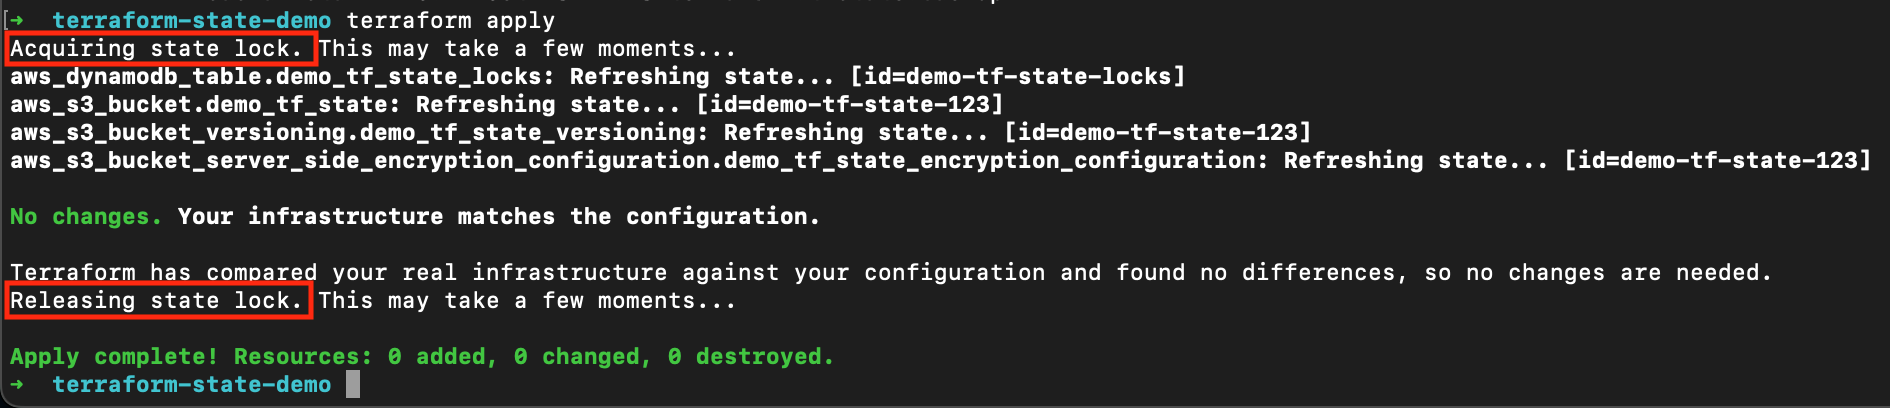 [➜  terraform-state-demo terraform apply
Acquiring state lock. This may take a few moments...
aws_dynamodb_table.demo_tf_state_locks: Refreshing state... [id=demo-tf-state-locks]
aws_s3_bucket.demo_tf_state: Refreshing state... [id=demo-tf-state-123]
aws_s3_bucket_versioning.demo_tf_state_versioning: Refreshing state... [id=demo-tf-state-123]
aws_s3_bucket_server_side_encryption_configuration.demo_tf_state_encryption_configuration: Refreshing state... [id=demo-tf-state-123]
No changes. Your infrastructure matches the configuration.
Terraform has compared your real infrastructure against your configuration and found no differences, so no changes are needed.
Releasing state lock. This may take a few moments...
Apply complete! Resources: 0 added, 0 changed, 0 destroyed.
➜  terraform-state-demo